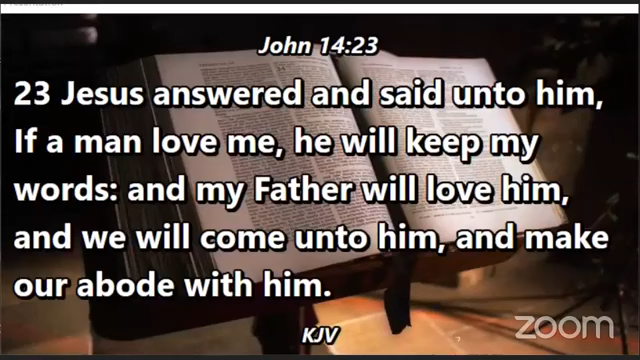 John 14:23
23 Jesus answered and said unto him,
If a man love me, he will keep my
words: and my Father will love him,
and we will come unto him, and make
our abode with him.
KJV
7
zoom